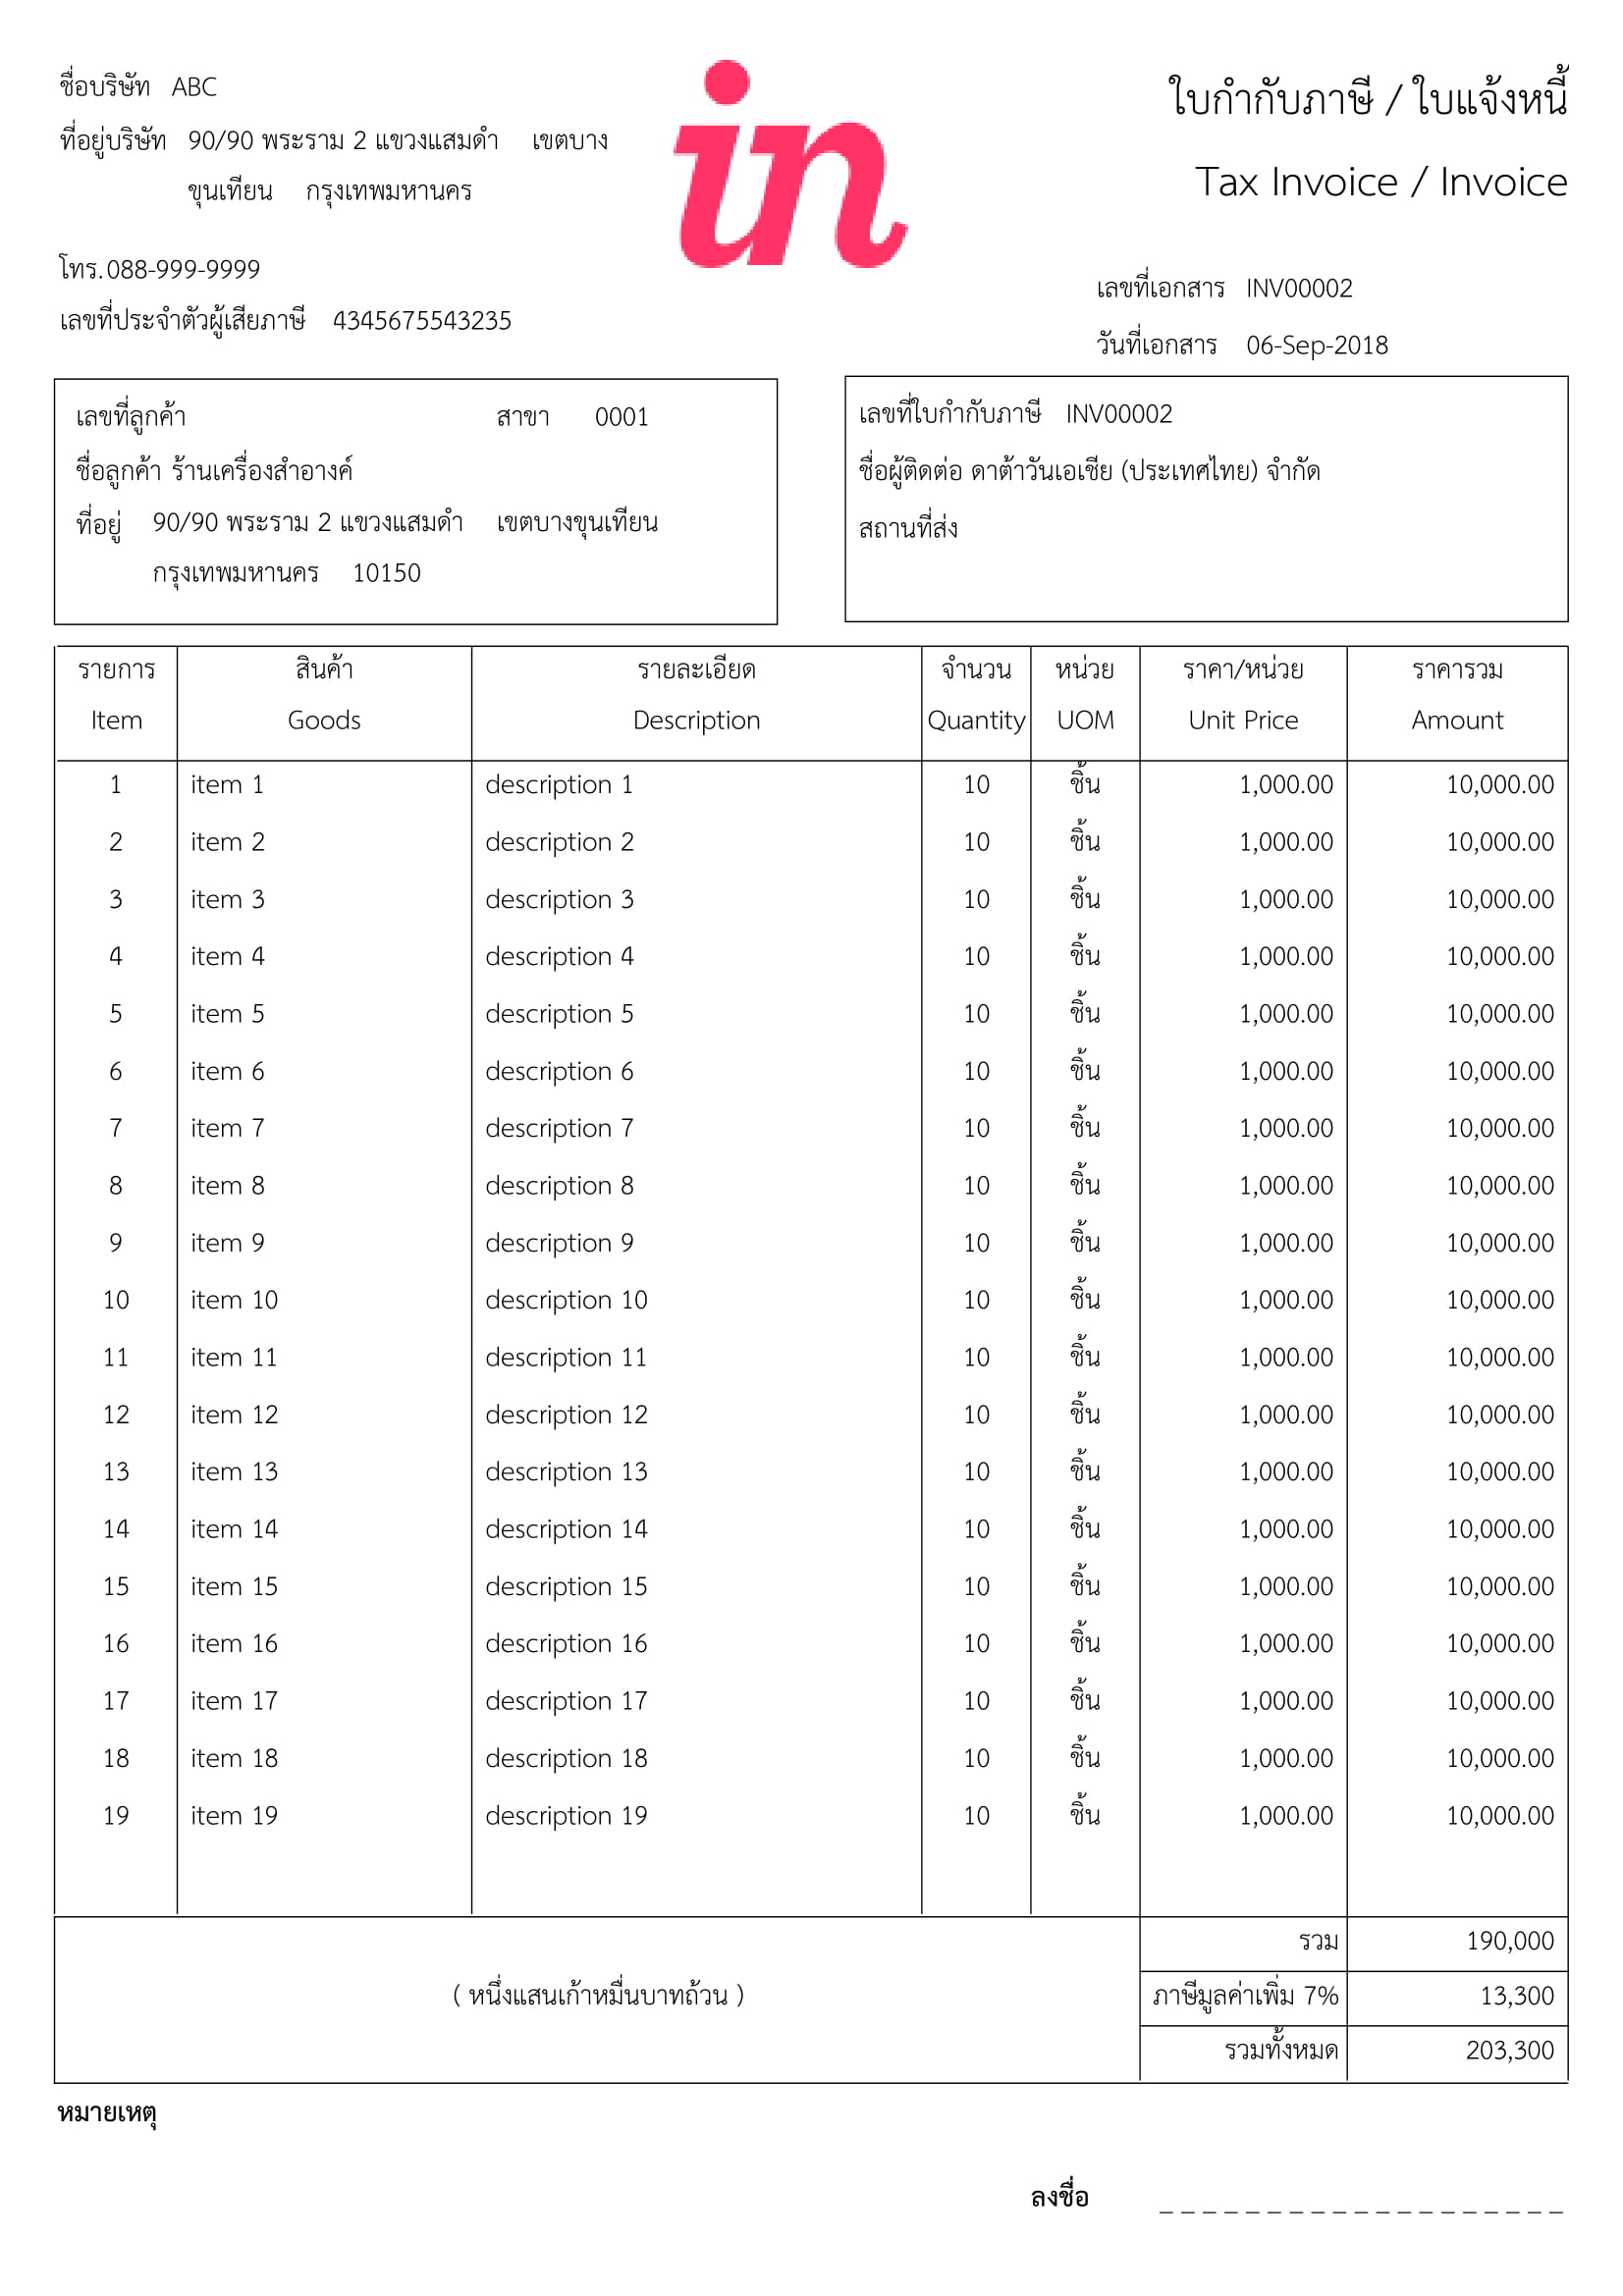 ชื่อบริษัท ABC
ที่อยู่บริษัท 90/90 พระราม 2 แขวงแสมดำ เขตบาง
ขุนเทียน กรุงเทพมหานคร
โทร. 088-999-9999
เลขที่ประจำตัวผู้เสียภาษี 4345675543235
in
ใบกำกับภาษี / ใบแจ้งหนี้
Tax Invoice / Invoice
เลขที่เอกสาร INV00002
วันที่เอกสาร 06-Sep-2018
เลขที่ลูกค้า สาขา 0001
ชื่อลูกค้า ร้านเครื่องสำอางค์
ที่อยู่ 90/90 พระราม 2 แขวงแสมดำ เขตบางขุนเทียน
กรุงเทพมหานคร 10150
เลขที่ใบกำกับภาษี INV00002
ชื่อผู้ติดต่อ ดาต้าวันเอเชีย (ประเทศไทย) จำกัด
สถานที่ส่ง
รายการ สินค้า รายละเอียด จำนวน หน่วย ราคา/หน่วย ราคารวม
Item Goods Description Quantity UOM Unit Price Amount
1 item 1 description 1 10 ชิ้น 1,000.00 10,000.00
2 item 2 description 2 10 ชิ้น 1,000.00 10,000.00
3 item 3 description 3 10 ชิ้น 1,000.00 10,000.00
4 item 4 description 4 10 ชิ้น 1,000.00 10,000.00
5 item 5 description 5 10 ชิ้น 1,000.00 10,000.00
6 item 6 description 6 10 ชิ้น 1,000.00 10,000.00
7 item 7 description 7 10 ชิ้น 1,000.00 10,000.00
8 item 8 description 8 10 ชิ้น 1,000.00 10,000.00
9 item 9 description 9 10 ชิ้น 1,000.00 10,000.00
10 item 10 description 10 10 ชิ้น 1,000.00 10,000.00
11 item 11 description 11 10 ชิ้น 1,000.00 10,000.00
12 item 12 description 12 10 ชิ้น 1,000.00 10,000.00
13 item 13 description 13 10 ชิ้น 1,000.00 10,000.00
14 item 14 description 14 10 ชิ้น 1,000.00 10,000.00
15 item 15 description 15 10 ชิ้น 1,000.00 10,000.00
16 item 16 description 16 10 ชิ้น 1,000.00 10,000.00
17 item 17 description 17 10 ชิ้น 1,000.00 10,000.00
18 item 18 description 18 10 ชิ้น 1,000.00 10,000.00
19 item 19 description 19 10 ชิ้น 1,000.00 10,000.00
รวม 190,000
( หนึ่งแสนเก้าหมื่นบาทถ้วน ) ภาษีมูลค่าเพิ่ม 7% 13,300
รวมทั้งหมด 203,300
หมายเหตุ
ลงชื่อ